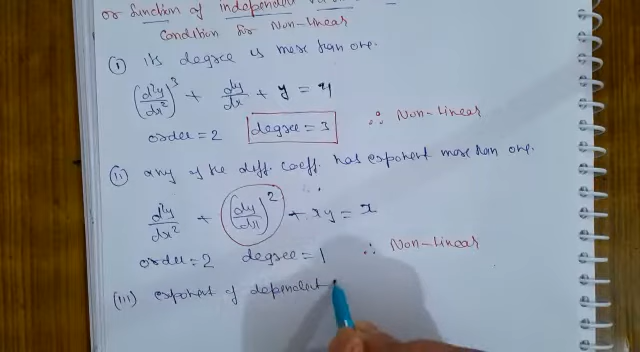 or function of independent
Condition for Non-linear
(i) Its degree is more than one.
(d²y/dx²)³ + dy/dx + y = 4
order = 2 degree = 3 ∴ Non-linear
(ii) any of the diff. coeff. has exponent more than one.
d²y/dx² + (dy/dx)² + xy = x
order = 2 degree = 1 ∴ Non-linear
(iii) exponent of dependent